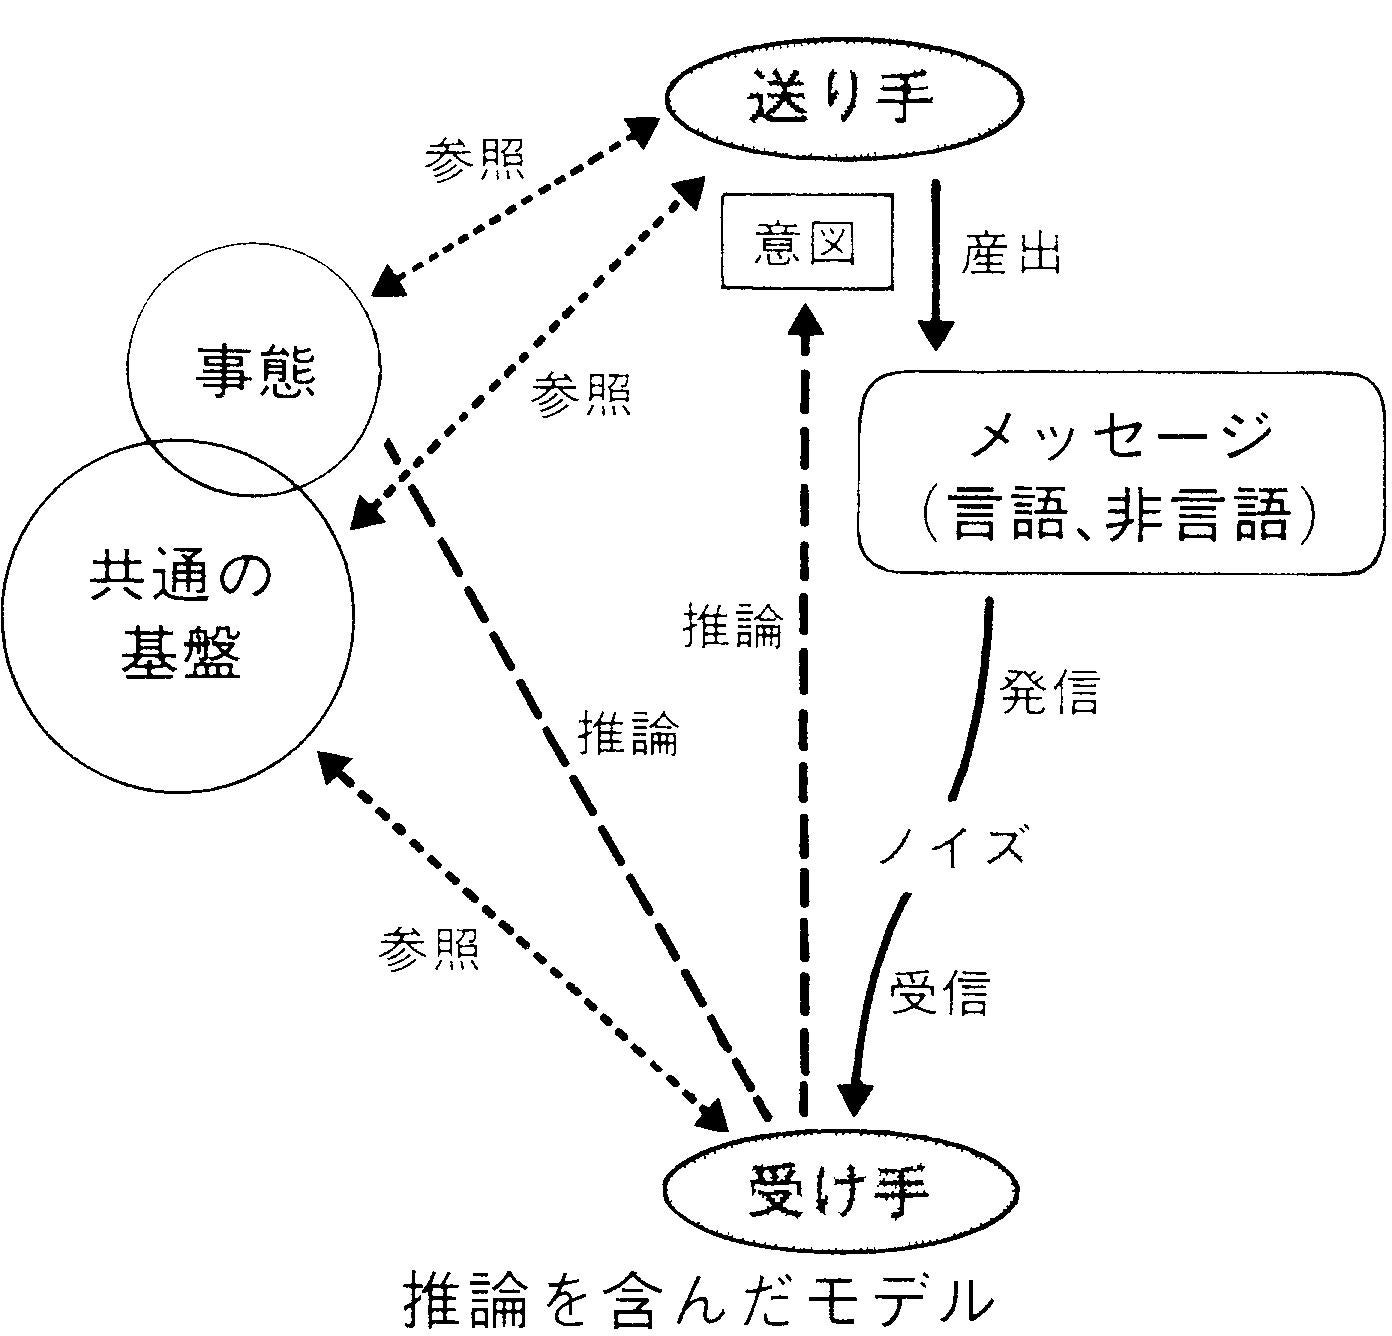 送り手
参照
意図
産出
事態
参照
メッセージ
(言語、非言語)
共通の
基盤
推論
発信
推論
ノイズ
参照
受信
受け手
推論を含んだモデル